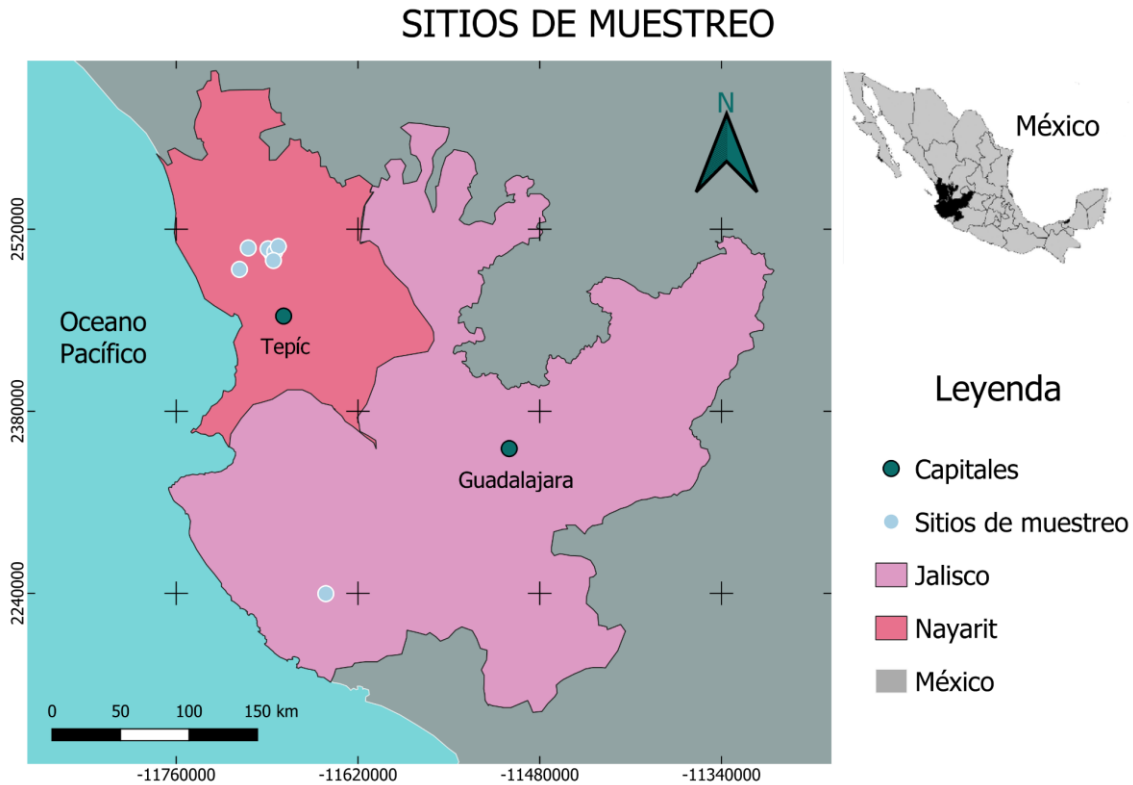 SITIOS DE MUESTREO
N
México
2520000
2380000
2240000
Oceano
Pacífico
Tepíc
Guadalajara
0 50 100 150 km
-11760000 -11620000 -11480000 -11340000
Leyenda
Capitales
Sitios de muestreo
Jalisco
Nayarit
México